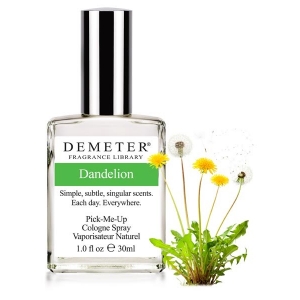 DEMETER®
FRAGRANCE LIBRARY
Dandelion
Simple, subtle, singular scents.
Each day. Everywhere.
Pick-Me-Up
Cologne Spray
Vaporisateur Naturel
1.0 fl oz ℮ 30ml